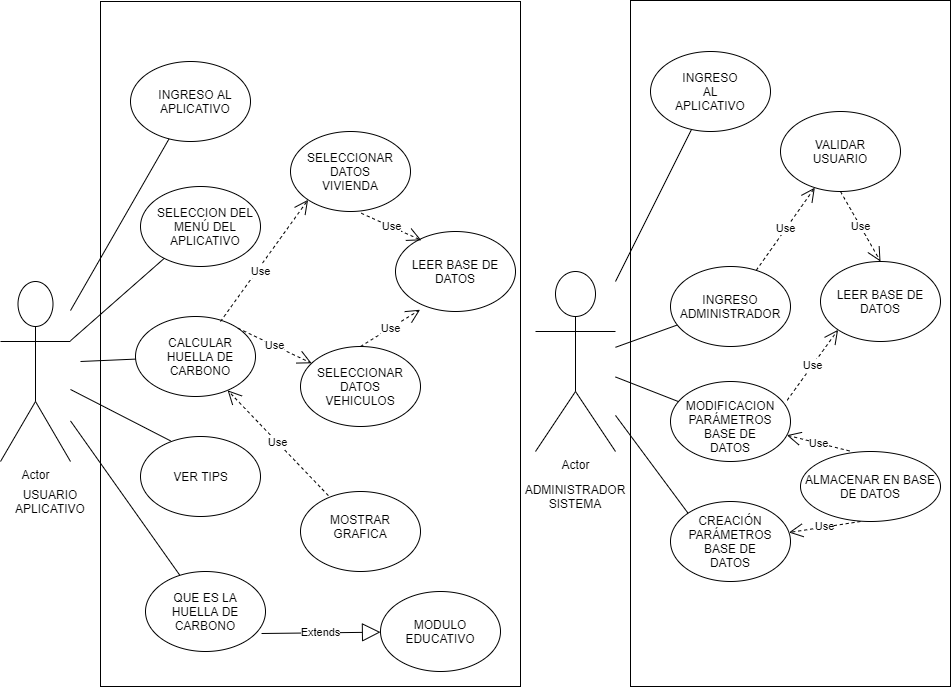 INGRESO AL
APLICATIVO
SELECCION DEL
MENÚ DEL
APLICATIVO
SELECCIONAR
DATOS
VIVIENDA
Use
LEER BASE DE
DATOS
Use
CALCULAR
HUELLA DE
CARBONO
Use
Use
SELECCIONAR
DATOS
VEHICULOS
Use
VER TIPS
MOSTRAR
GRAFICA
QUE ES LA
HUELLA DE
CARBONO
Extends
MODULO
EDUCATIVO
Actor
USUARIO
APLICATIVO
INGRESO
AL
APLICATIVO
VALIDAR
USUARIO
Use
Use
INGRESO
ADMINISTRADOR
LEER BASE DE
DATOS
Use
MODIFICACION
PARÁMETROS
BASE DE
DATOS
Use
ALMACENAR EN BASE
DE DATOS
CREACIÓN
PARÁMETROS
BASE DE
DATOS
Use
Actor
ADMINISTRADOR
SISTEMA